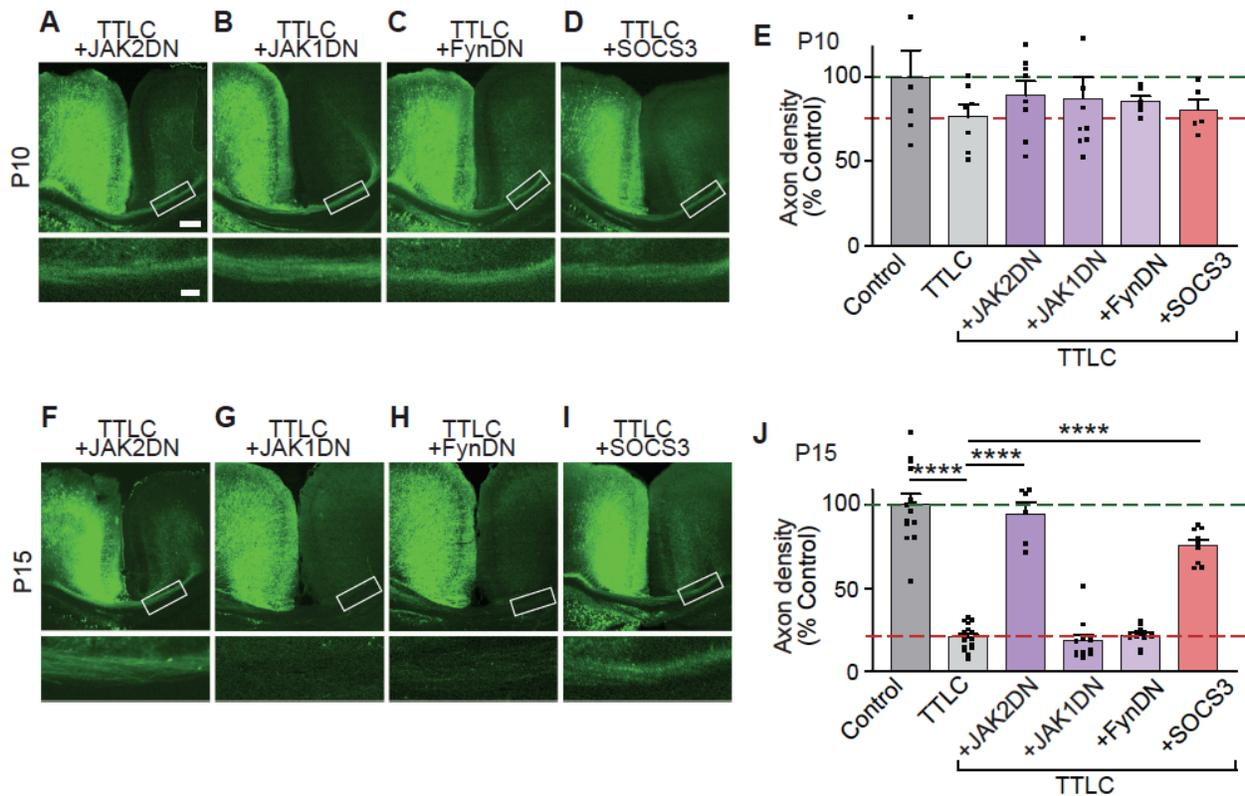 A
TTLC
+JAK2DN
B
TTLC
+JAK1DN
C
TTLC
+FynDN
D
TTLC
+SOCS3
P10
E
P10
Axon density
(% Control)
100
50
0
Control
TTLC
+JAK2DN
+JAK1DN
+FynDN
+SOCS3
TTLC
F
TTLC
+JAK2DN
G
TTLC
+JAK1DN
H
TTLC
+FynDN
I
TTLC
+SOCS3
P15
J
P15
****
****
****
Axon density
(% Control)
100
50
0
Control
TTLC
+JAK2DN
+JAK1DN
+FynDN
+SOCS3
TTLC